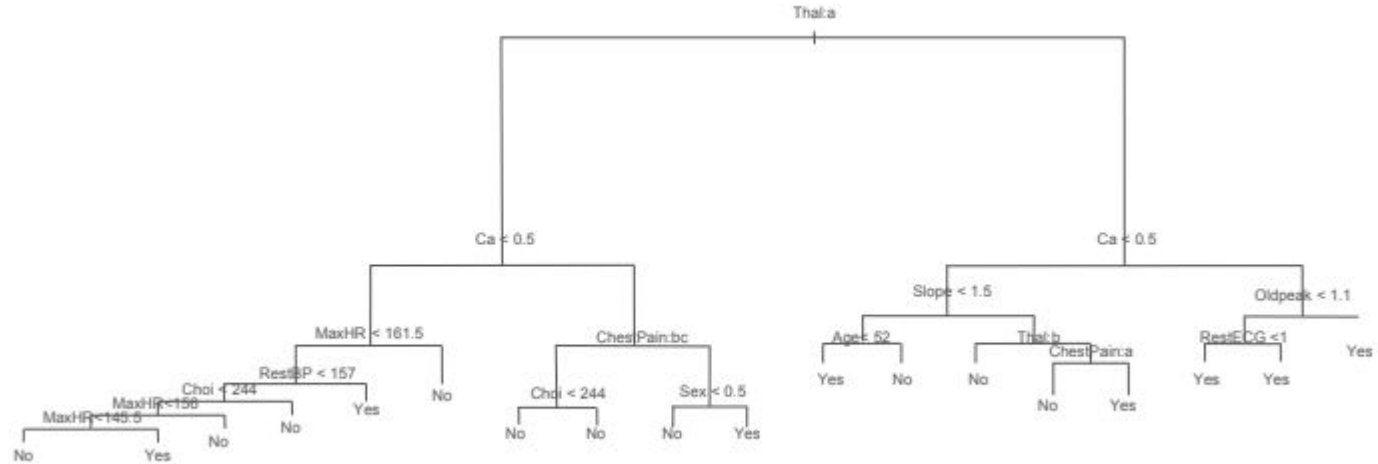 Thal:a
Ca < 0.5
Ca < 0.5
Slope < 1.5
Oldpeak < 1.1
MaxHR < 161.5
ChestPain:bc
Age< 52
Thal:b
RestECG <1
ChestPain:a
Yes
RestBP < 157
Yes
No
No
Yes
Yes
Chol < 244
Chol < 244
Sex < 0.5
No
MaxHR<156
Yes
No
Yes
MaxHR<145.5
No
No
No
No
No
Yes
No
Yes